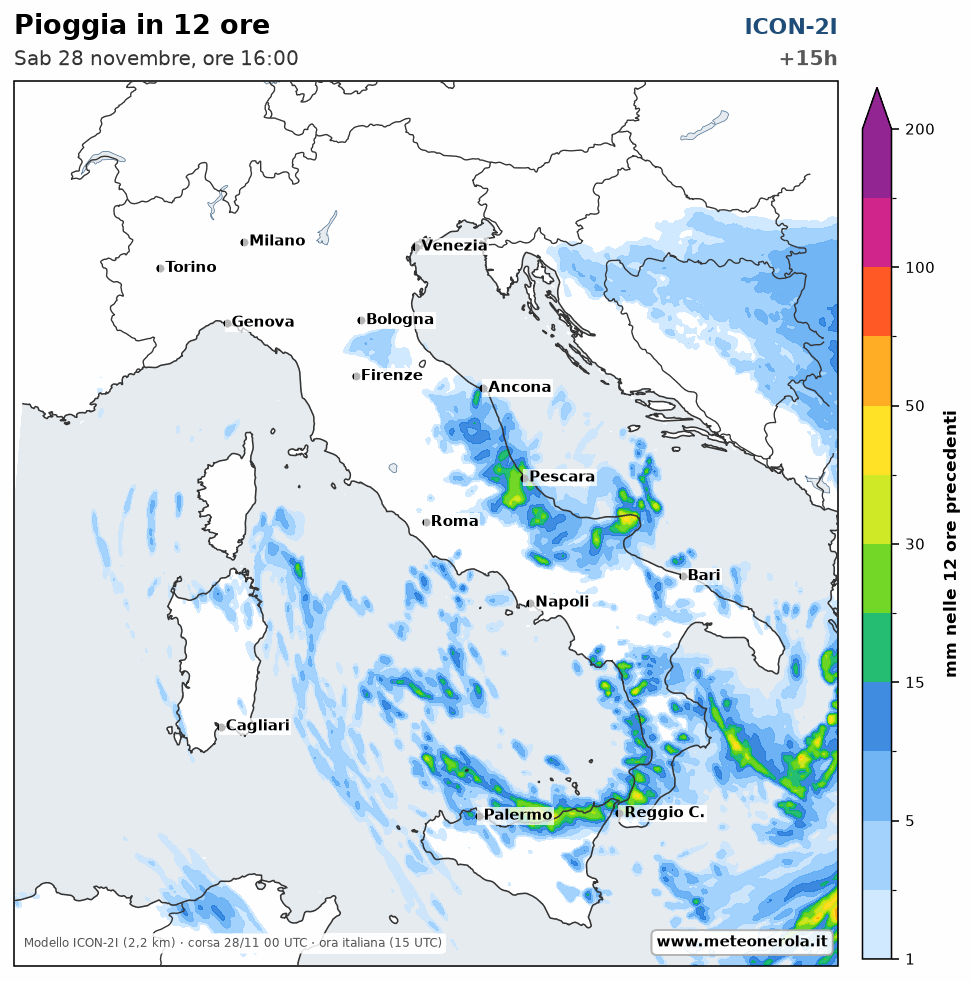 Pioggia in 12 ore
ICON-2I
Sab 28 novembre, ore 16:00
+15h
200
100
50
30
15
5
1
mm nelle 12 ore precedenti
Milano
Venezia
Torino
Genova
Bologna
Firenze
Ancona
Pescara
Roma
Bari
Napoli
Cagliari
Palermo
Reggio C.
Modello ICON-2I (2,2 km) · corsa 28/11 00 UTC · ora italiana (15 UTC)
www.meteonerola.it